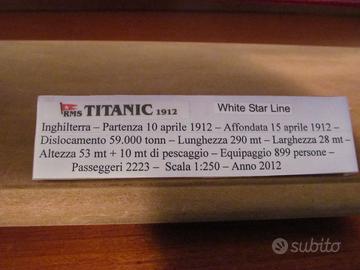 RMS TITANIC 1912 White Star Line
Inghilterra – Partenza 10 aprile 1912 – Affondata 15 aprile 1912 –
Dislocamento 59.000 tonn – Lunghezza 290 mt – Larghezza 28 mt –
Altezza 53 mt + 10 mt di pescaggio – Equipaggio 899 persone –
Passeggeri 2223 – Scala 1:250 – Anno 2012
subito